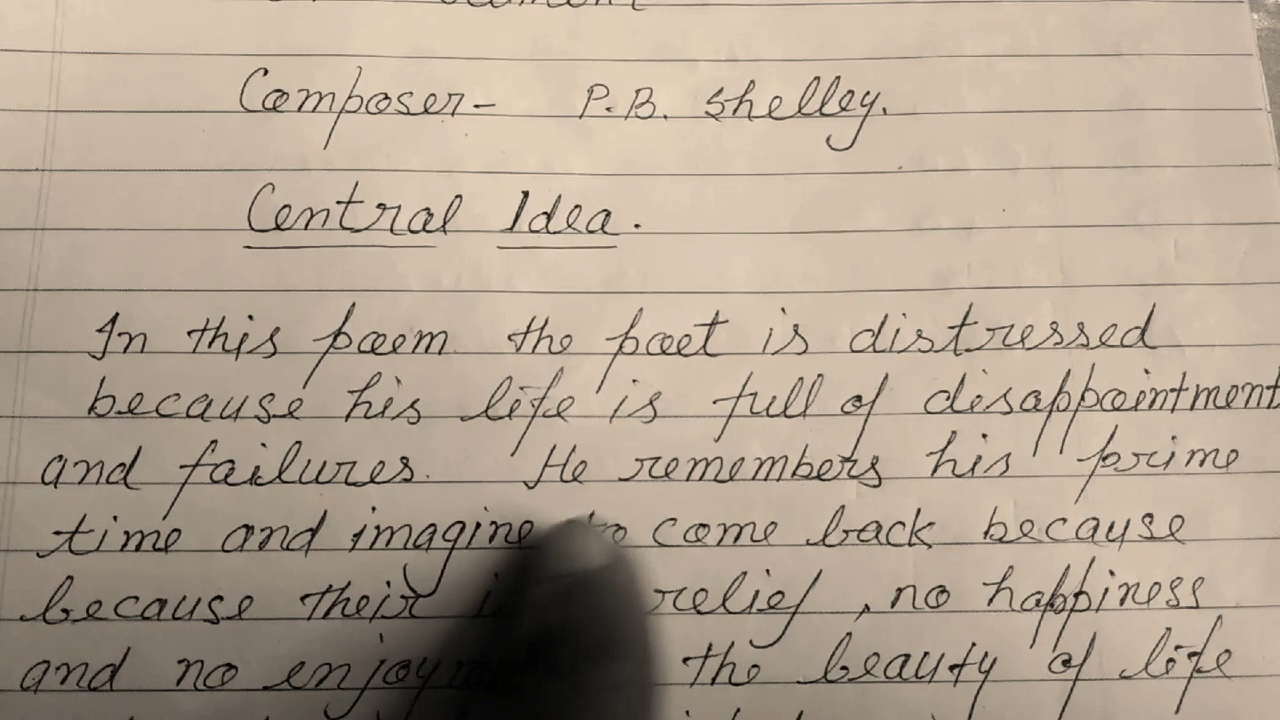 Composer- P.B. Shelley.
Central Idea.
In this poem the poet is distressed
because his life is full of disappointment
and failures. He remembers his prime
time and imagine to come back because
because their relief, no happiness
and no the beauty of life